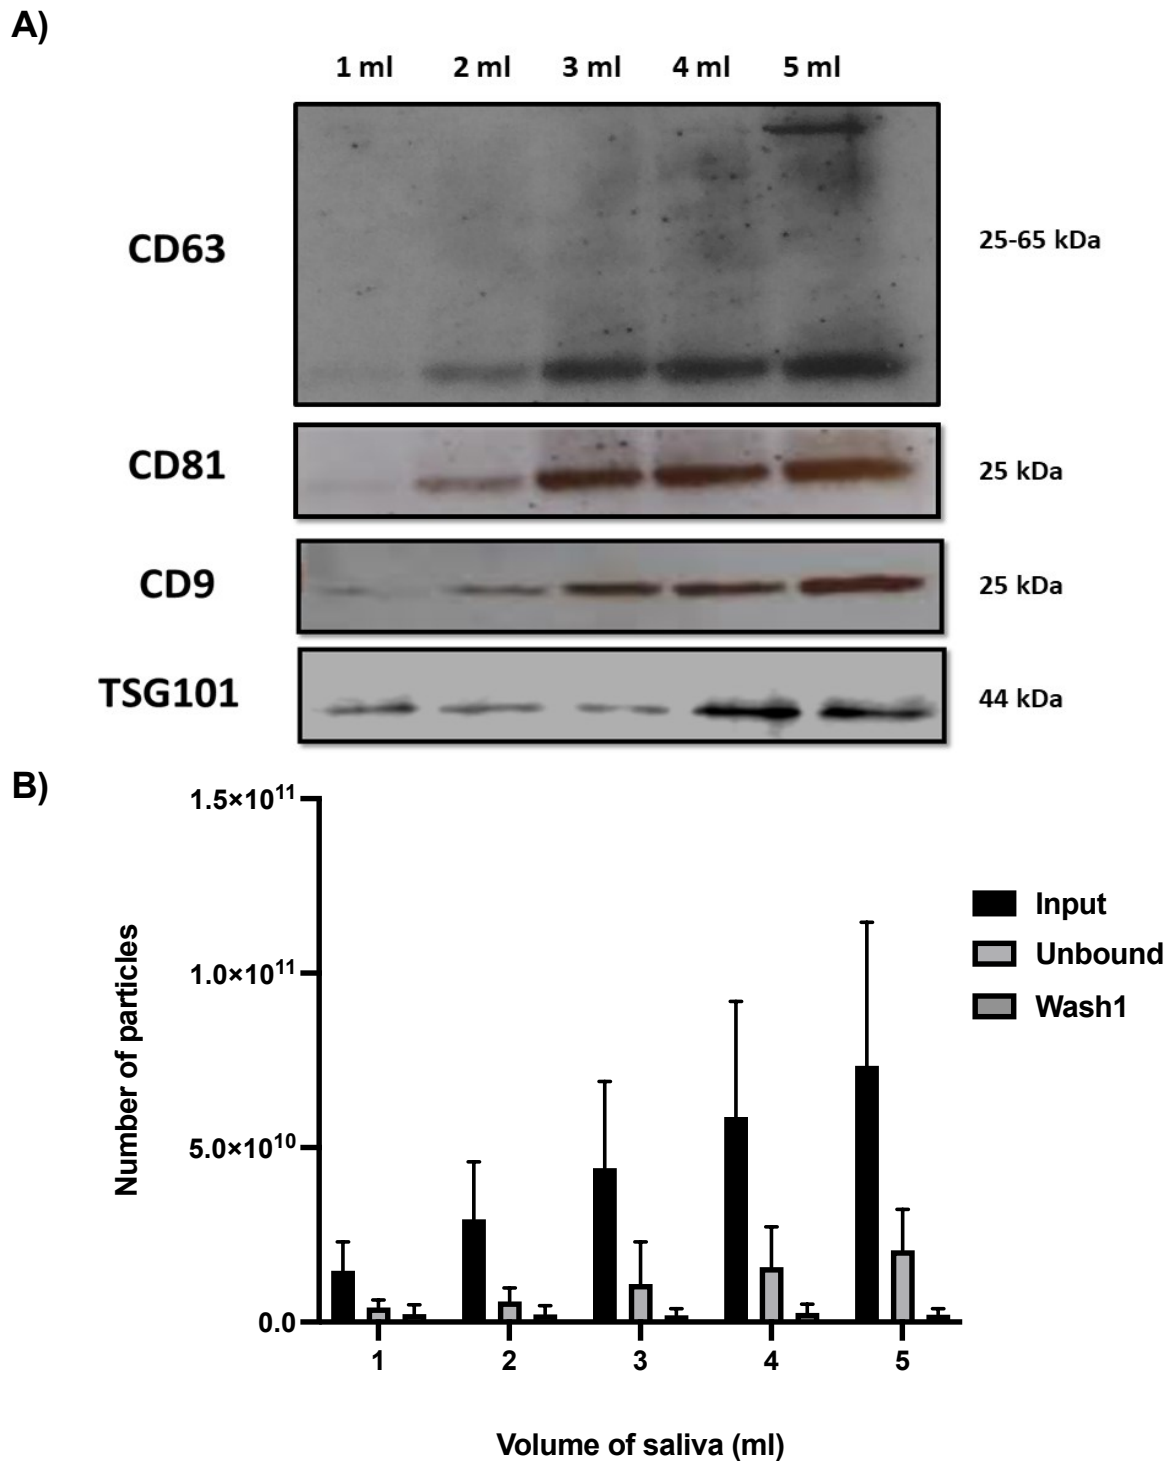 A)
1 ml 2 ml 3 ml 4 ml 5 ml
CD63 25-65 kDa
CD81 25 kDa
CD9 25 kDa
TSG101 44 kDa
B)
Number of particles
1.5×10¹¹
1.0×10¹¹
5.0×10¹⁰
0.0
1 2 3 4 5
Volume of saliva (ml)
Input
Unbound
Wash1